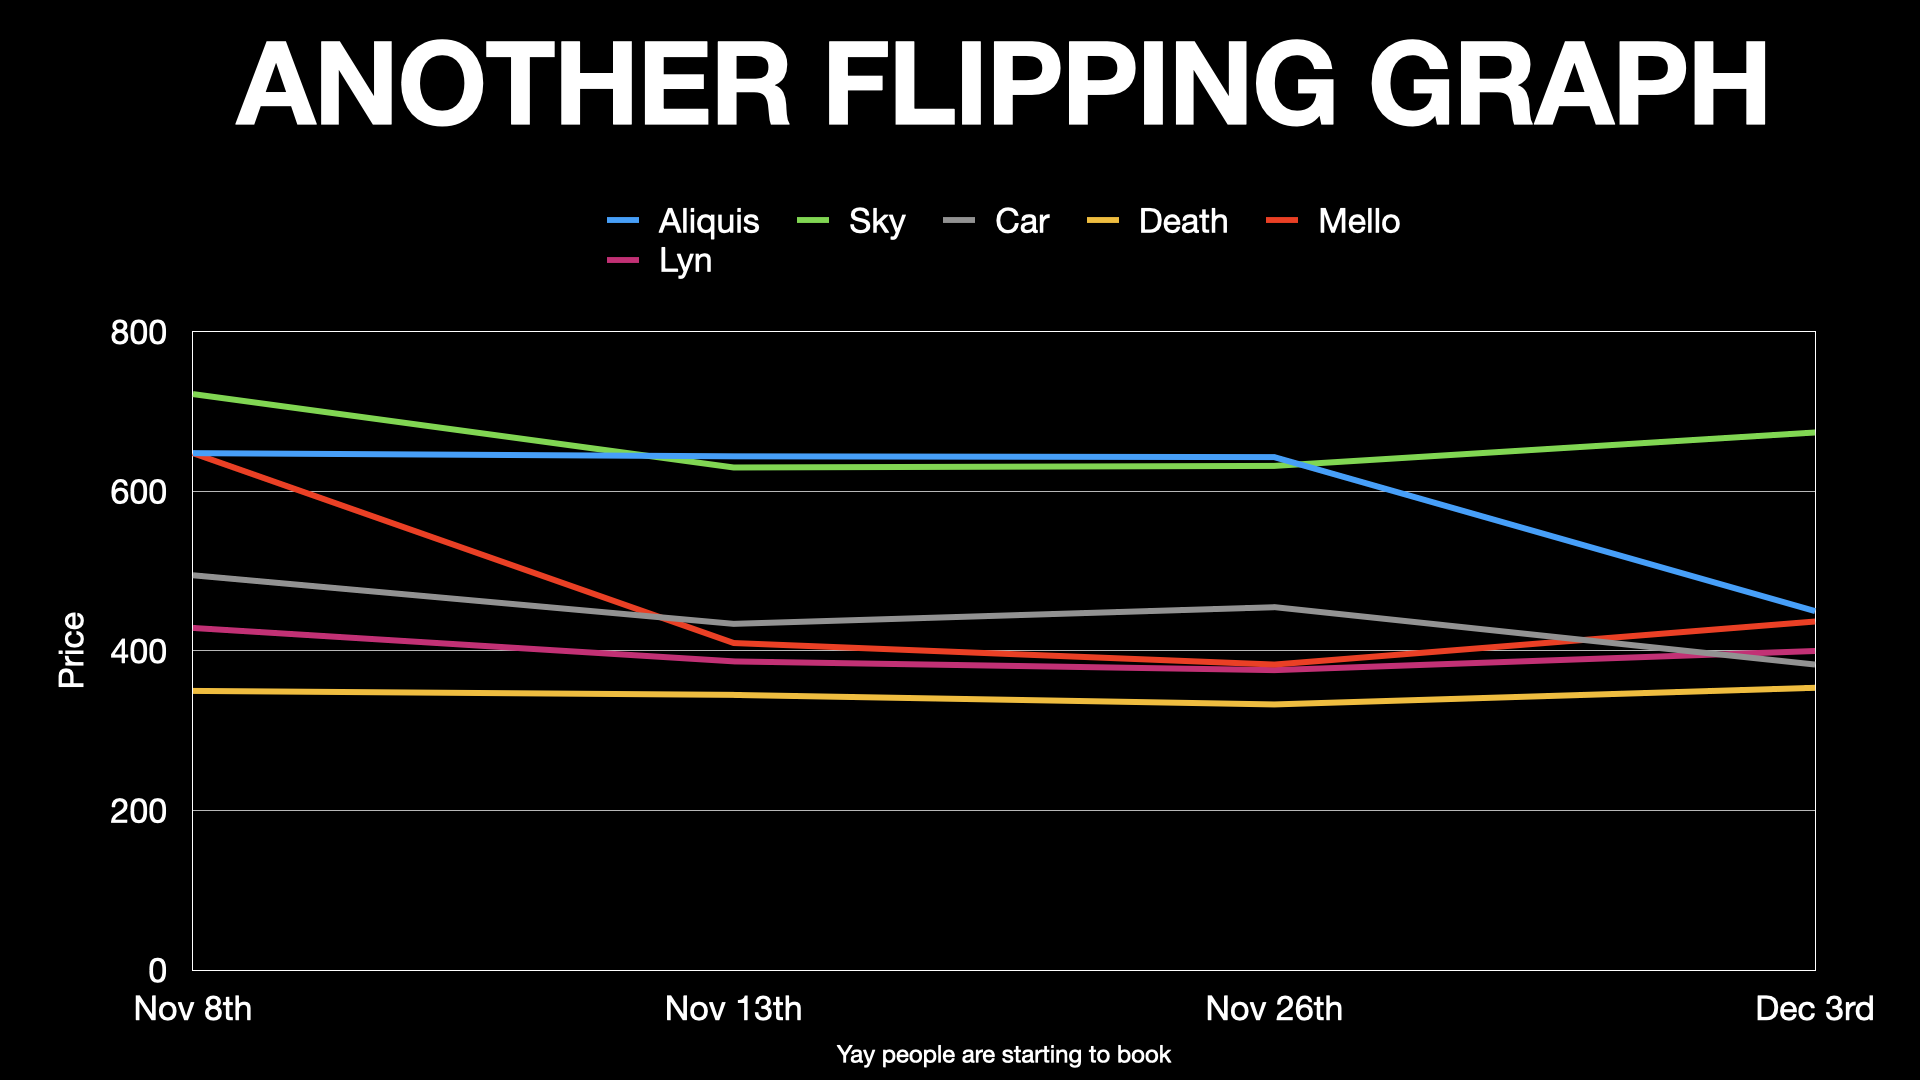 ANOTHER FLIPPING GRAPH
Aliquis Sky Car Death Mello
Lyn
800
600
400
200
0
Price
Nov 8th Nov 13th Nov 26th Dec 3rd
Yay people are starting to book